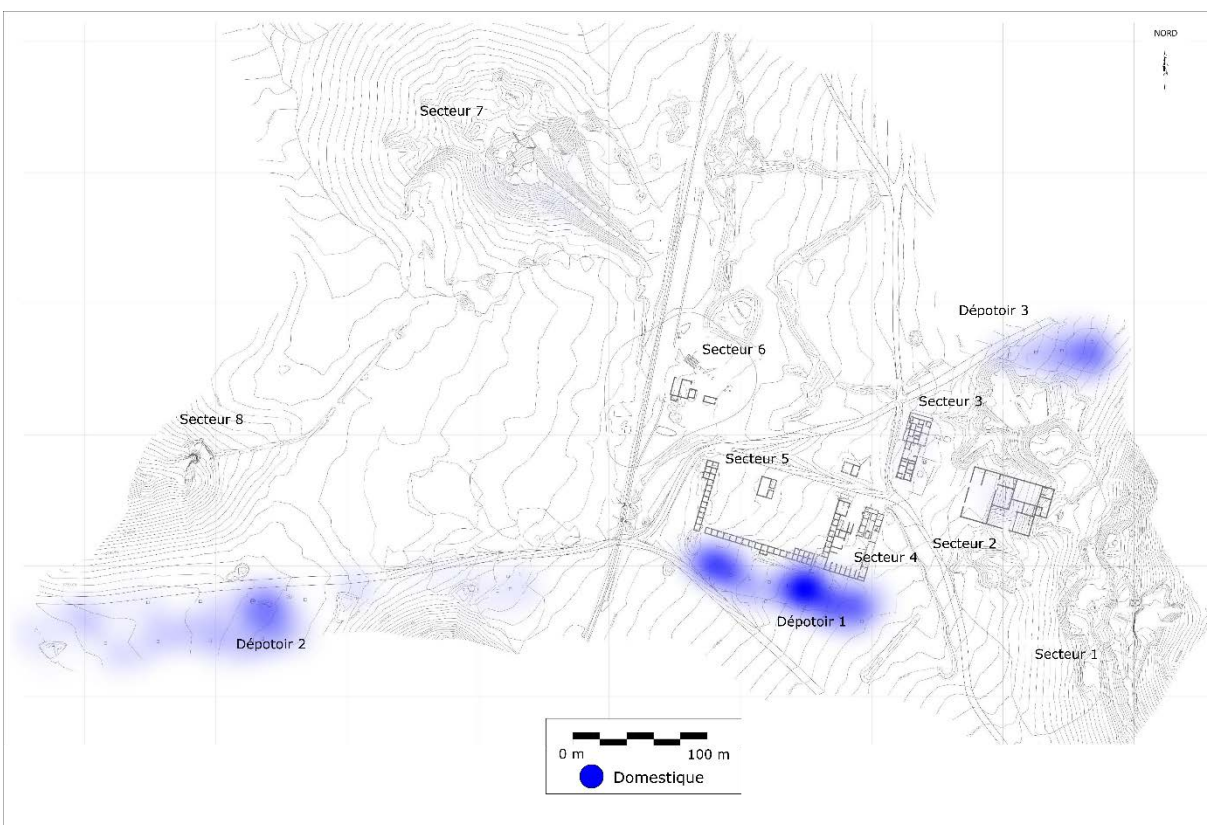 NORD
Secteur 7
Dépotoir 3
Secteur 6
Secteur 3
Secteur 8
Secteur 5
Secteur 2
Secteur 4
Dépotoir 1
Dépotoir 2
Secteur 1
0 m 100 m
Domestique